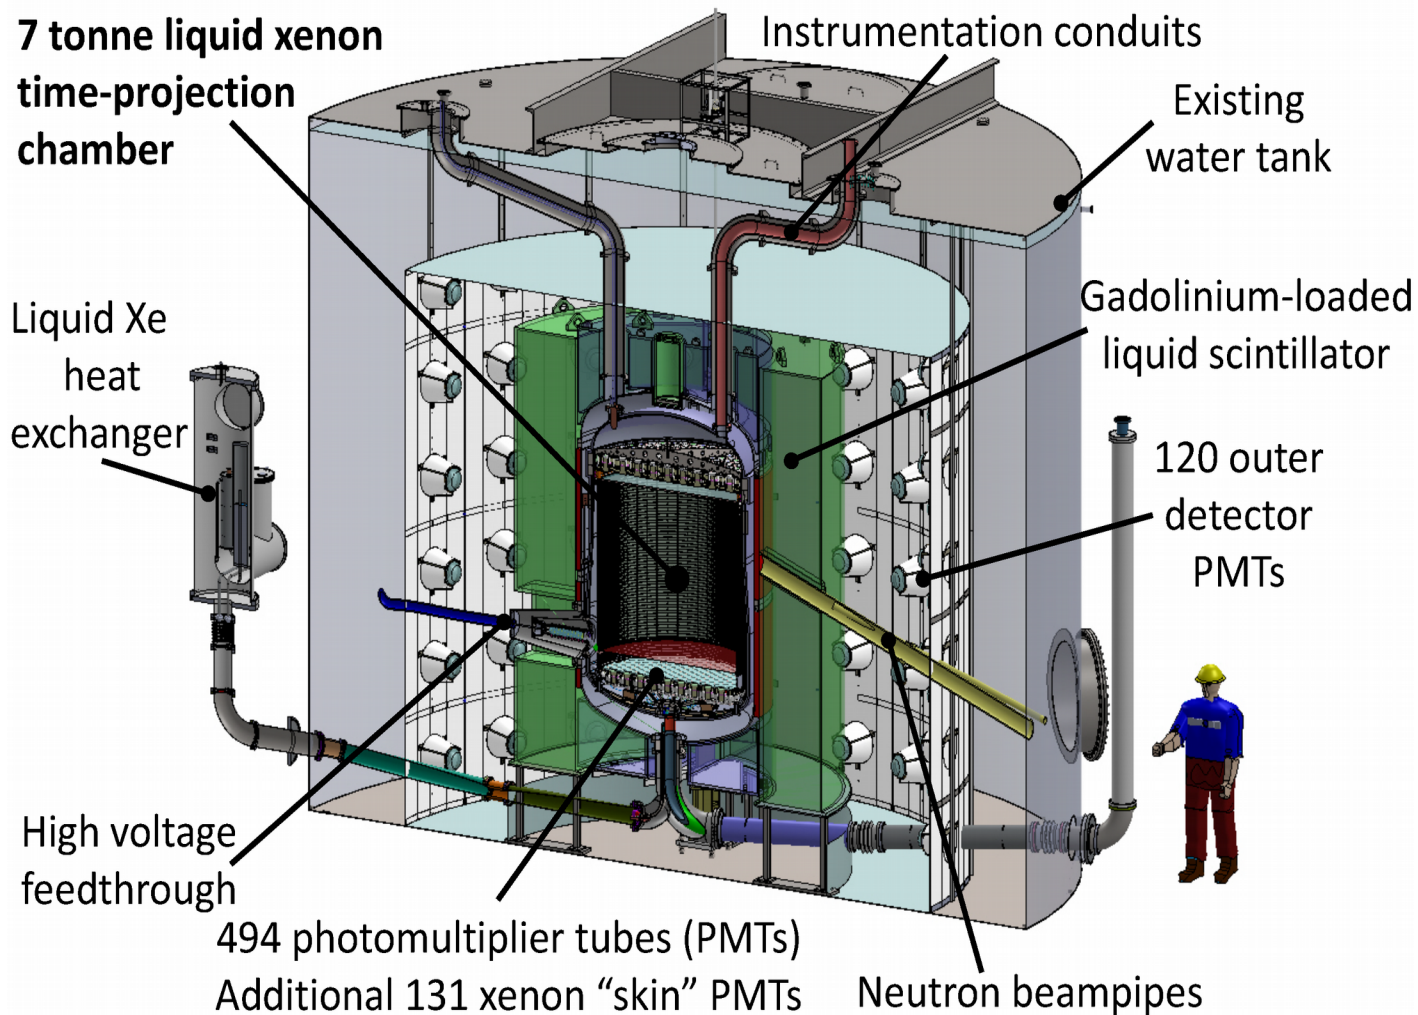 7 tonne liquid xenon
time-projection
chamber
Instrumentation conduits
Existing
water tank
Gadolinium-loaded
liquid scintillator
Liquid Xe
heat
exchanger
120 outer
detector
PMTs
High voltage
feedthrough
494 photomultiplier tubes (PMTs)
Additional 131 xenon “skin” PMTs
Neutron beampipes